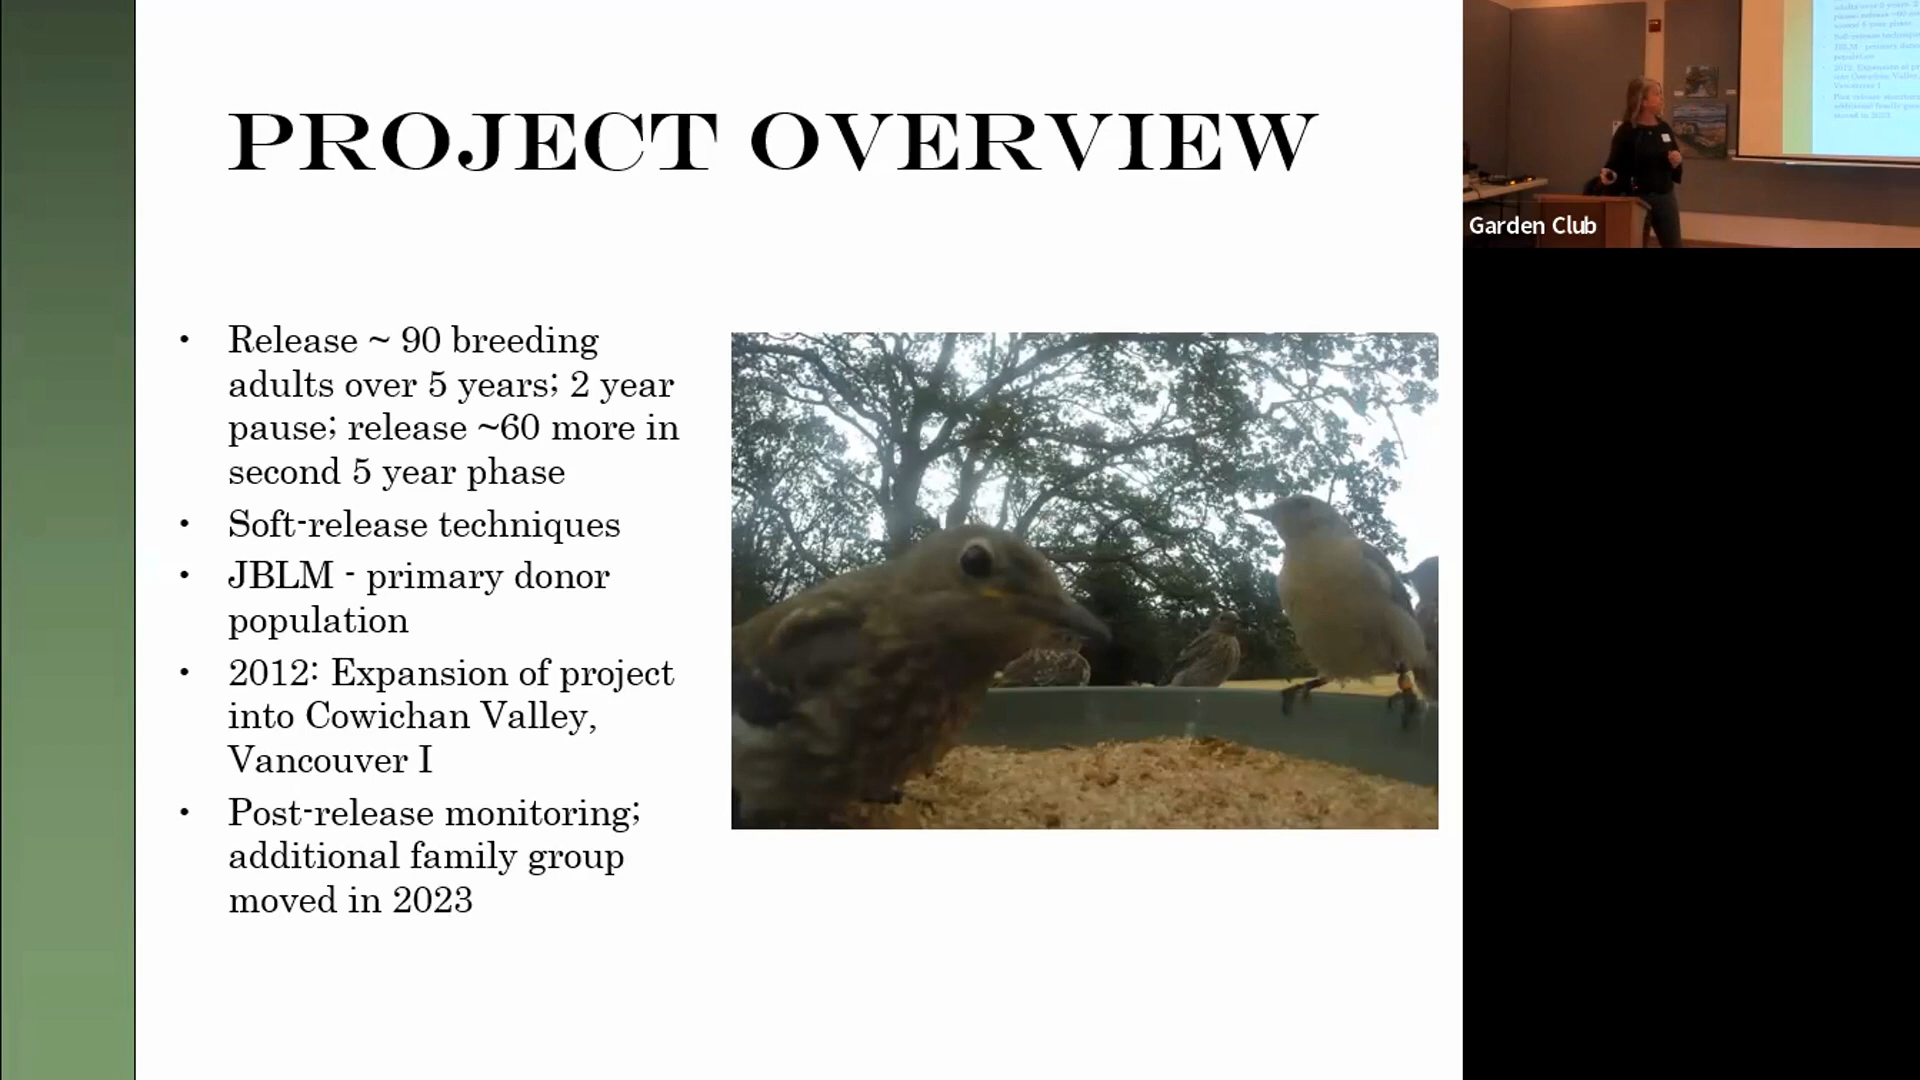 PROJECT OVERVIEW
• Release ~ 90 breeding
adults over 5 years; 2 year
pause; release ~60 more in
second 5 year phase
• Soft-release techniques
• JBLM - primary donor
population
• 2012: Expansion of project
into Cowichan Valley,
Vancouver I
• Post-release monitoring;
additional family group
moved in 2023
Garden Club